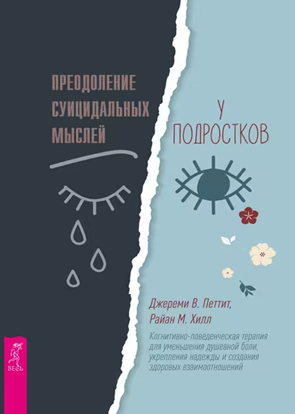 ПРЕОДОЛЕНИЕ
СУИЦИДАЛЬНЫХ
МЫСЛЕЙ
У
ПОДРОСТКОВ
Джереми В. Петтит,
Райан М. Хилл
Когнитивно-поведенческая терапия
для уменьшения душевной боли,
укрепления надежды и создания
здоровых взаимоотношений
ВЕСЬ